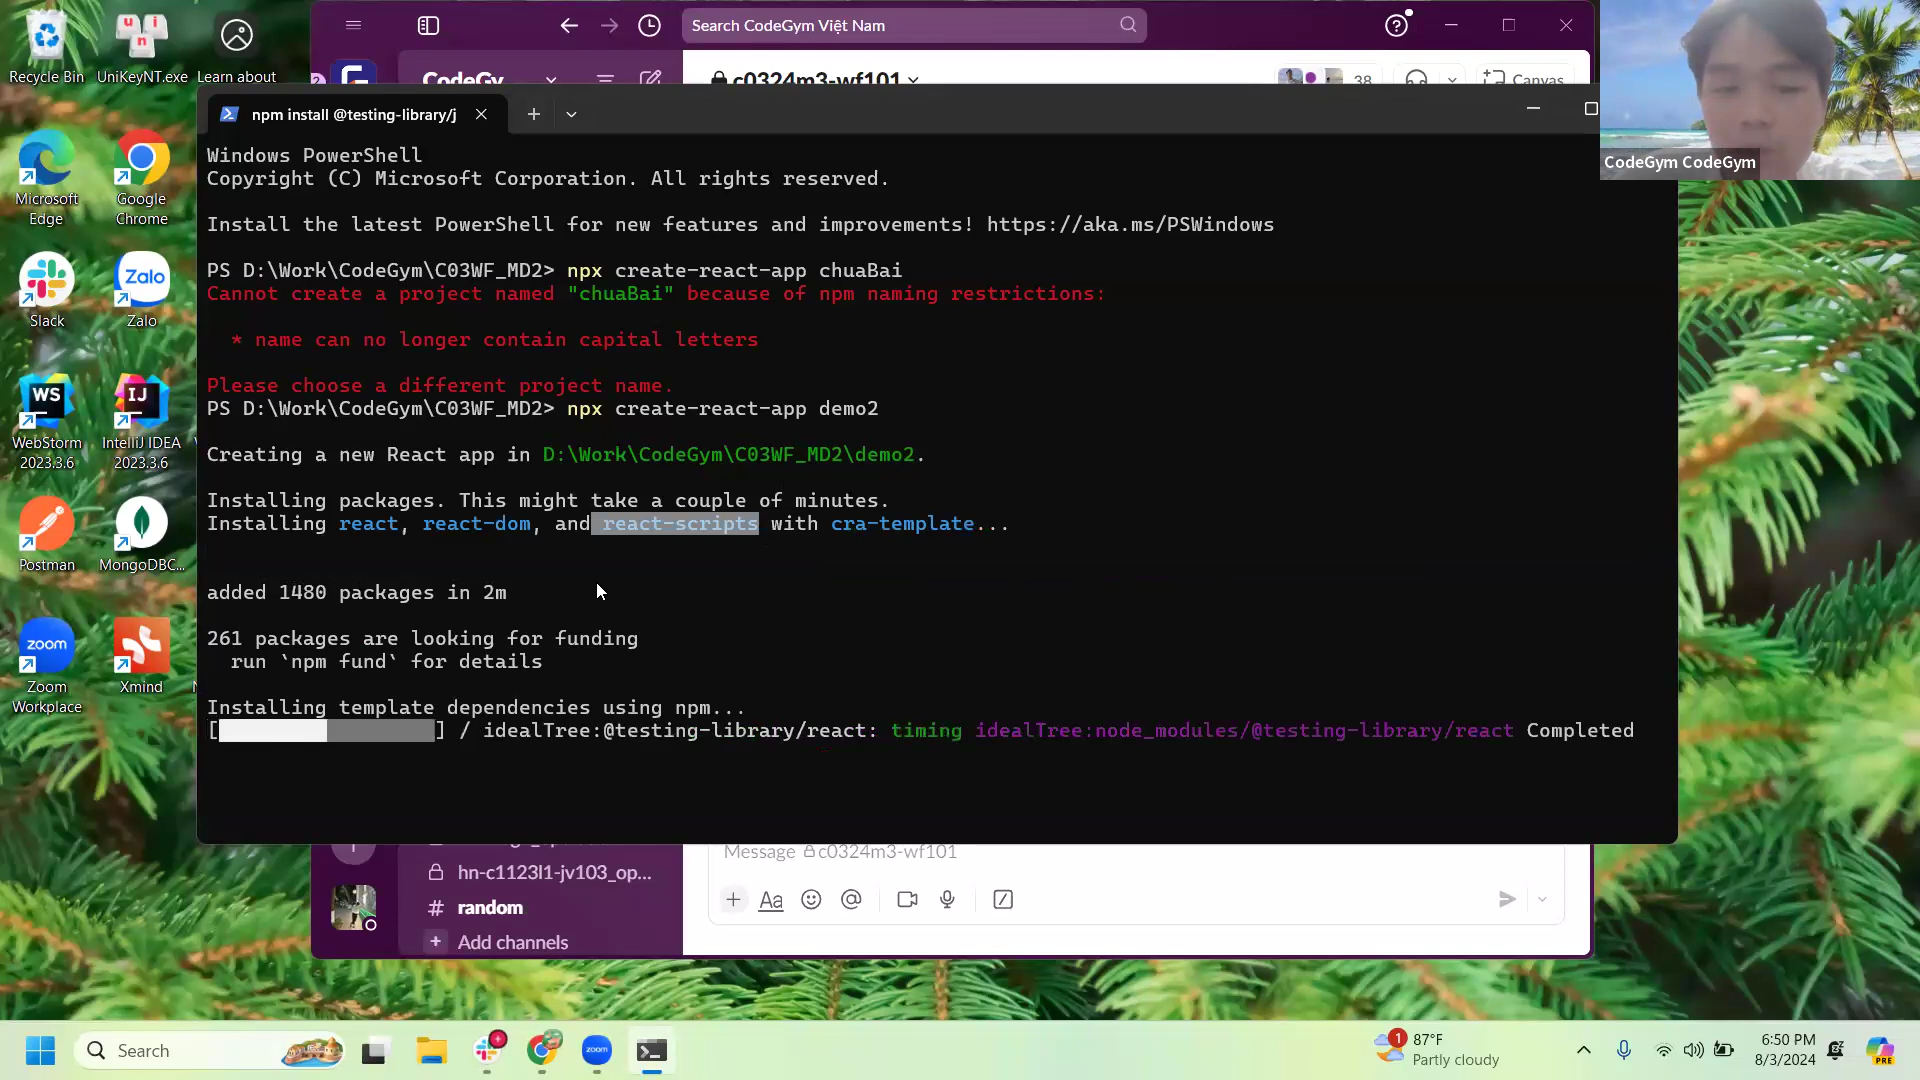 Recycle Bin
UniKeyNT.exe
Learn about
Microsoft
Edge
Google
Chrome
Slack
Zalo
WebStorm
2023.3.6
IntelliJ IDEA
2023.3.6
Postman
MongoDBC...
Zoom
Workplace
Xmind
Search CodeGym Việt Nam
CodeGy
c0324m3-wf101
38
Canvas
CodeGym CodeGym
npm install @testing-library/j
Windows PowerShell
Copyright (C) Microsoft Corporation. All rights reserved.
Install the latest PowerShell for new features and improvements! https://aka.ms/PSWindows
PS D:\Work\CodeGym\C03WF_MD2> npx create-react-app chuaBai
Cannot create a project named "chuaBai" because of npm naming restrictions:
* name can no longer contain capital letters
Please choose a different project name.
PS D:\Work\CodeGym\C03WF_MD2> npx create-react-app demo2
Creating a new React app in D:\Work\CodeGym\C03WF_MD2\demo2.
Installing packages. This might take a couple of minutes.
Installing react, react-dom, and react-scripts with cra-template...
added 1480 packages in 2m
261 packages are looking for funding
run `npm fund` for details
Installing template dependencies using npm...
[ ] / idealTree:@testing-library/react: timing idealTree:node_modules/@testing-library/react Completed
hn-c1123l1-jv103_op...
# random
+ Add channels
Message c0324m3-wf101
Aa
Search
zoom
1
87°F
Partly cloudy
6:50 PM
8/3/2024
PRE